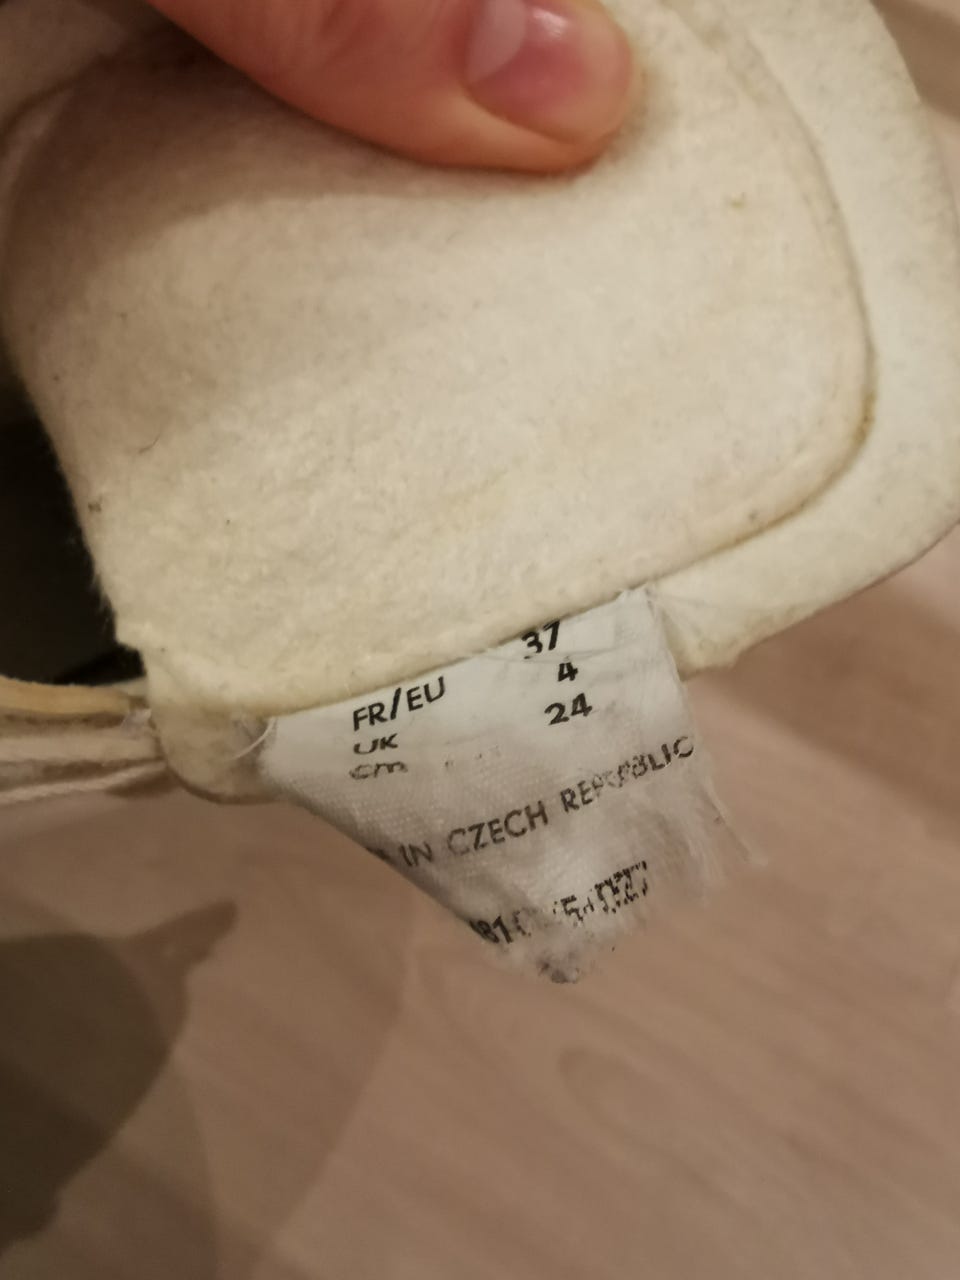 FR/EU 37
UK 4
cm 24
IN CZECH REPUBLIC